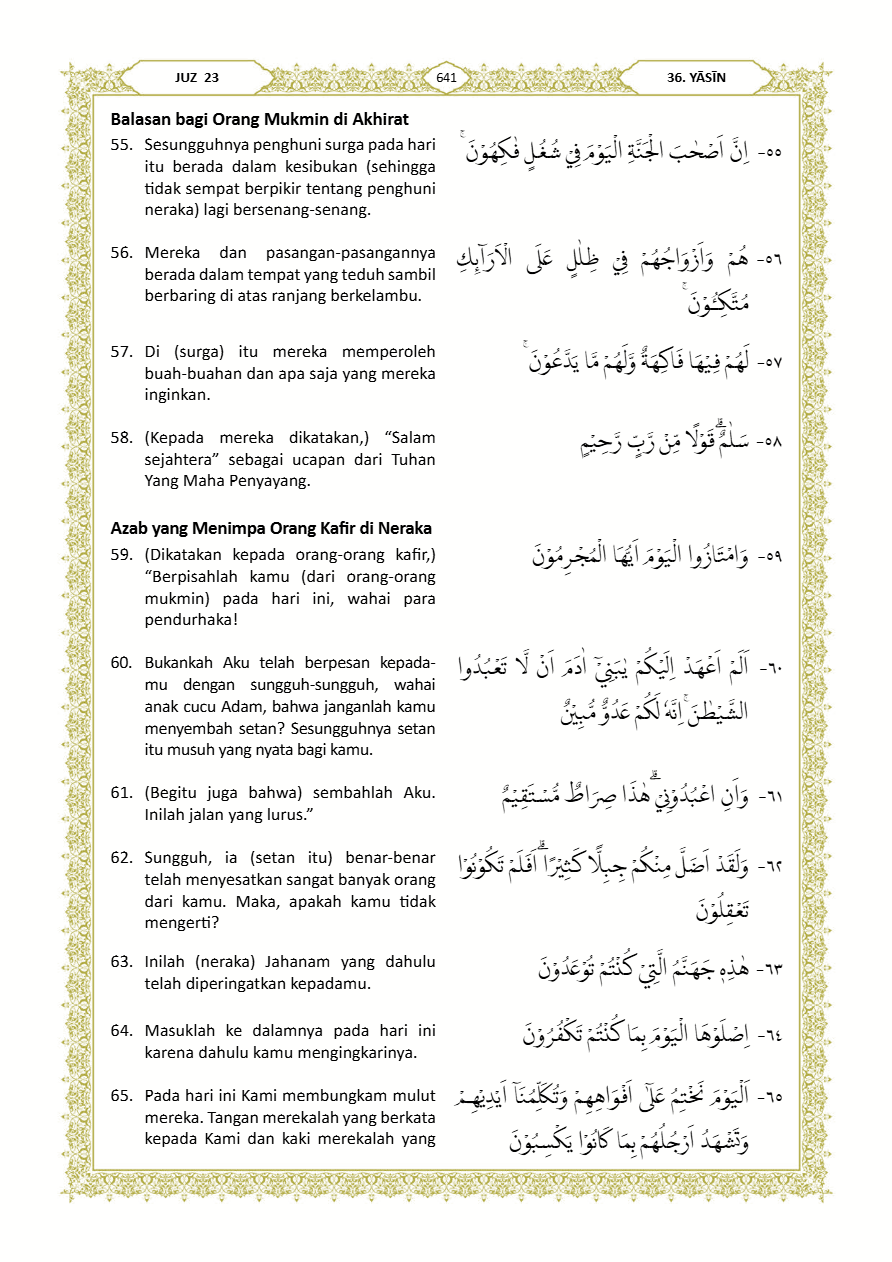 JUZ 23
641
36. YĀSĪN
Balasan bagi Orang Mukmin di Akhirat
55. Sesungguhnya penghuni surga pada hari
itu berada dalam kesibukan (sehingga
tidak sempat berpikir tentang penghuni
neraka) lagi bersenang-senang.
٥٥- اِنَّ اَصْحٰبَ الْجَنَّةِ الْيَوْمَ فِيْ شُغُلٍ فٰكِهُوْنَ ۚ
56. Mereka dan pasangan-pasangannya
berada dalam tempat yang teduh sambil
berbaring di atas ranjang berkelambu.
٥٦- هُمْ وَاَزْوَاجُهُمْ فِيْ ظِلٰلٍ عَلَى الْاَرَاۤىِٕكِ
مُتَّكِـُٔوْنَ ۚ
57. Di (surga) itu mereka memperoleh
buah-buahan dan apa saja yang mereka
inginkan.
٥٧- لَهُمْ فِيْهَا فَاكِهَةٌ وَّلَهُمْ مَّا يَدَّعُوْنَ ۚ
58. (Kepada mereka dikatakan,) “Salam
sejahtera” sebagai ucapan dari Tuhan
Yang Maha Penyayang.
٥٨- سَلٰمٌۗ قَوْلًا مِّنْ رَّبٍّ رَّحِيْمٍ
Azab yang Menimpa Orang Kafir di Neraka
59. (Dikatakan kepada orang-orang kafir,)
“Berpisahlah kamu (dari orang-orang
mukmin) pada hari ini, wahai para
pendurhaka!
٥٩- وَامْتَازُوا الْيَوْمَ اَيُّهَا الْمُجْرِمُوْنَ
60. Bukankah Aku telah berpesan kepada-
mu dengan sungguh-sungguh, wahai
anak cucu Adam, bahwa janganlah kamu
menyembah setan? Sesungguhnya setan
itu musuh yang nyata bagi kamu.
٦٠- اَلَمْ اَعْهَدْ اِلَيْكُمْ يٰبَنِيْٓ اٰدَمَ اَنْ لَّا تَعْبُدُوا
الشَّيْطٰنَۚ اِنَّهٗ لَكُمْ عَدُوٌّ مُّبِيْنٌ
61. (Begitu juga bahwa) sembahlah Aku.
Inilah jalan yang lurus.”
٦١- وَاَنِ اعْبُدُوْنِيْۗ هٰذَا صِرَاطٌ مُّسْتَقِيْمٌ
62. Sungguh, ia (setan itu) benar-benar
telah menyesatkan sangat banyak orang
dari kamu. Maka, apakah kamu tidak
mengerti?
٦٢- وَلَقَدْ اَضَلَّ مِنْكُمْ جِبِلًّا كَثِيْرًاۗ اَفَلَمْ تَكُوْنُوْا
تَعْقِلُوْنَ
63. Inilah (neraka) Jahanam yang dahulu
telah diperingatkan kepadamu.
٦٣- هٰذِهٖ جَهَنَّمُ الَّتِيْ كُنْتُمْ تُوْعَدُوْنَ
64. Masuklah ke dalamnya pada hari ini
karena dahulu kamu mengingkarinya.
٦٤- اِصْلَوْهَا الْيَوْمَ بِمَا كُنْتُمْ تَكْفُرُوْنَ
65. Pada hari ini Kami membungkam mulut
mereka. Tangan merekalah yang berkata
kepada Kami dan kaki merekalah yang
٦٥- اَلْيَوْمَ نَخْتِمُ عَلٰٓى اَفْوَاهِهِمْ وَتُكَلِّمُنَآ اَيْدِيْهِمْ
وَتَشْهَدُ اَرْجُلُهُمْ بِمَا كَانُوْا يَكْسِبُوْنَ